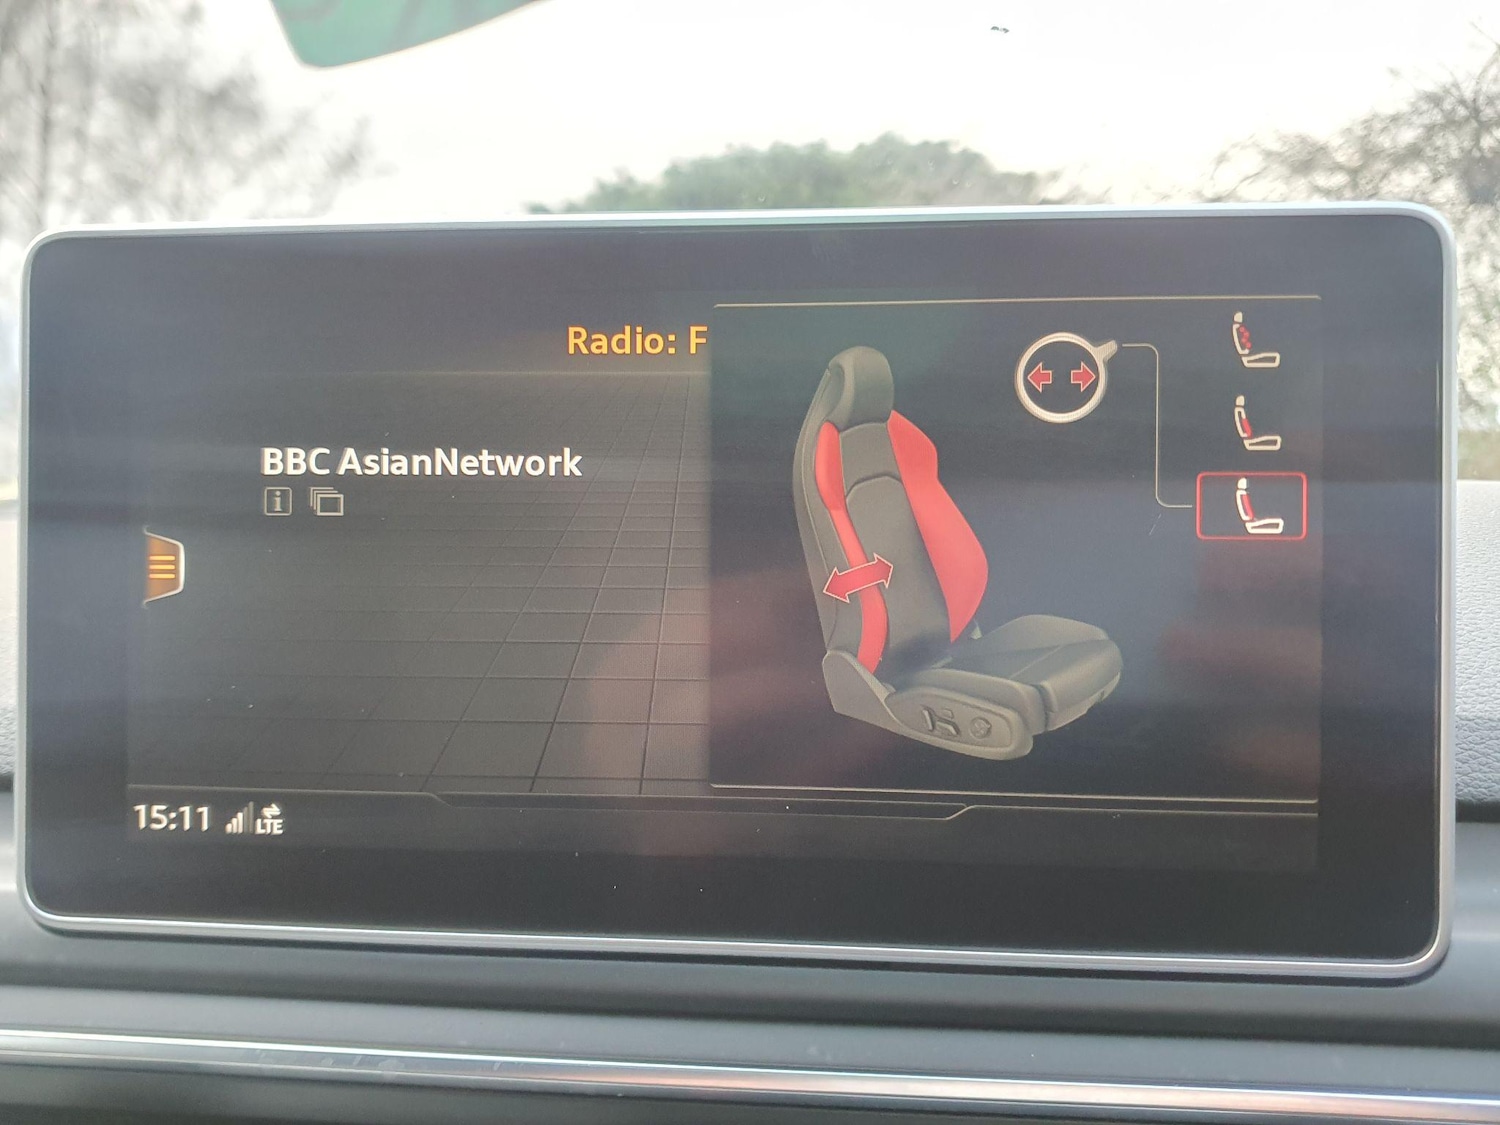 Radio: F
BBC AsianNetwork
i
15:11 LTE